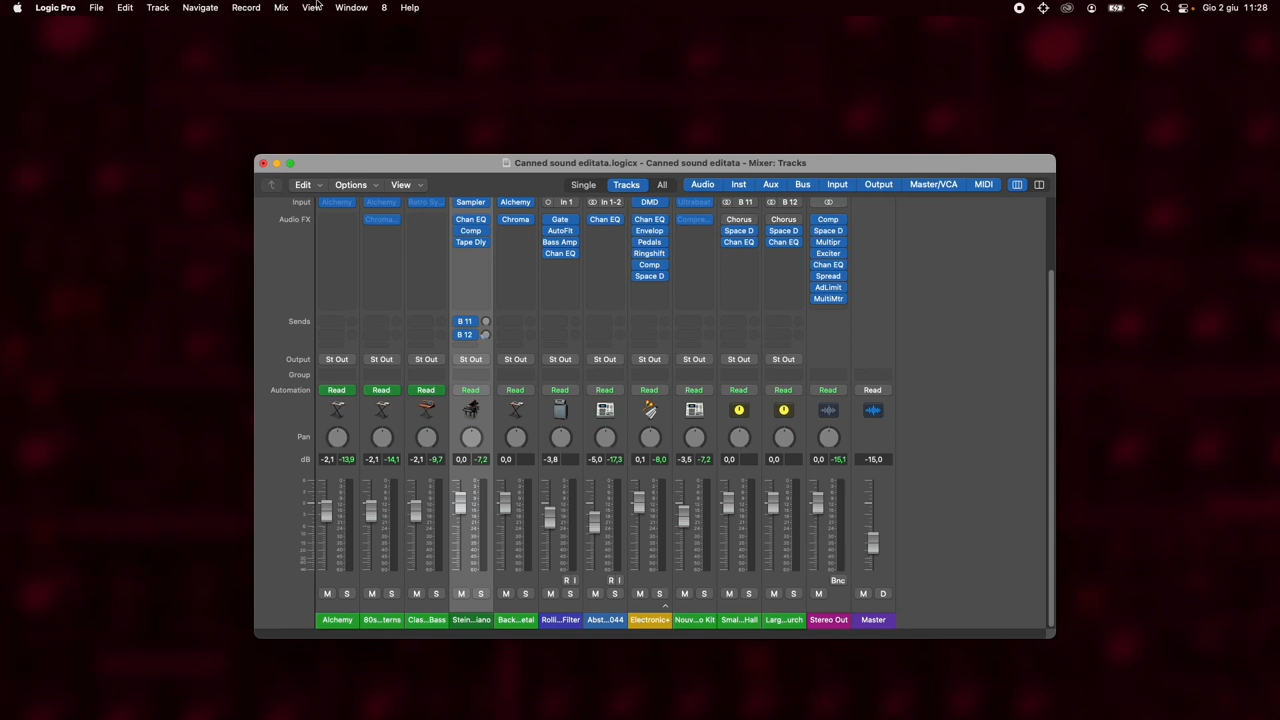 Logic Pro File Edit Track Navigate Record Mix View Window 8 Help Gio 2 giu 11:28
Canned sound editata.logicx - Canned sound editata - Mixer: Tracks
Edit Options View Single Tracks All Audio Inst Aux Bus Input Output Master/VCA MIDI
Input Alchemy Alchemy Retro Sy... Sampler Alchemy In 1 In 1-2 DMD Ultrabeat B 11 B 12
Audio FX Chroma... Chan EQ Chroma Gate Chan EQ Chan EQ Compre... Chorus Chorus Comp
Comp AutoFlt Envelop Space D Space D Space D
Tape Dly Bass Amp Pedals Chan EQ Chan EQ Multipr
Chan EQ Ringshift Exciter
Comp Chan EQ
Space D Spread
AdLimit
MultiMtr
Sends B 11
B 12
Output St Out St Out St Out St Out St Out St Out St Out St Out St Out St Out St Out
Group
Automation Read Read Read Read Read Read Read Read Read Read Read Read Read
Pan
dB -2,1 -13,9 -2,1 -14,1 -2,1 -9,7 0,0 -7,2 0,0 -3,8 -5,0 -17,3 0,1 -8,0 -3,5 -7,2 0,0 0,0 0,0 -15,1 -15,0
R I R I Bnc
M S M S M S M S M S M S M S M S M S M S M S M M D
Alchemy 80s...terns Clas...Bass Stein...iano Back...etal Rolli...Filter Abst...044 Electronic+ Nouv...o Kit Smal...Hall Larg...urch Stereo Out Master